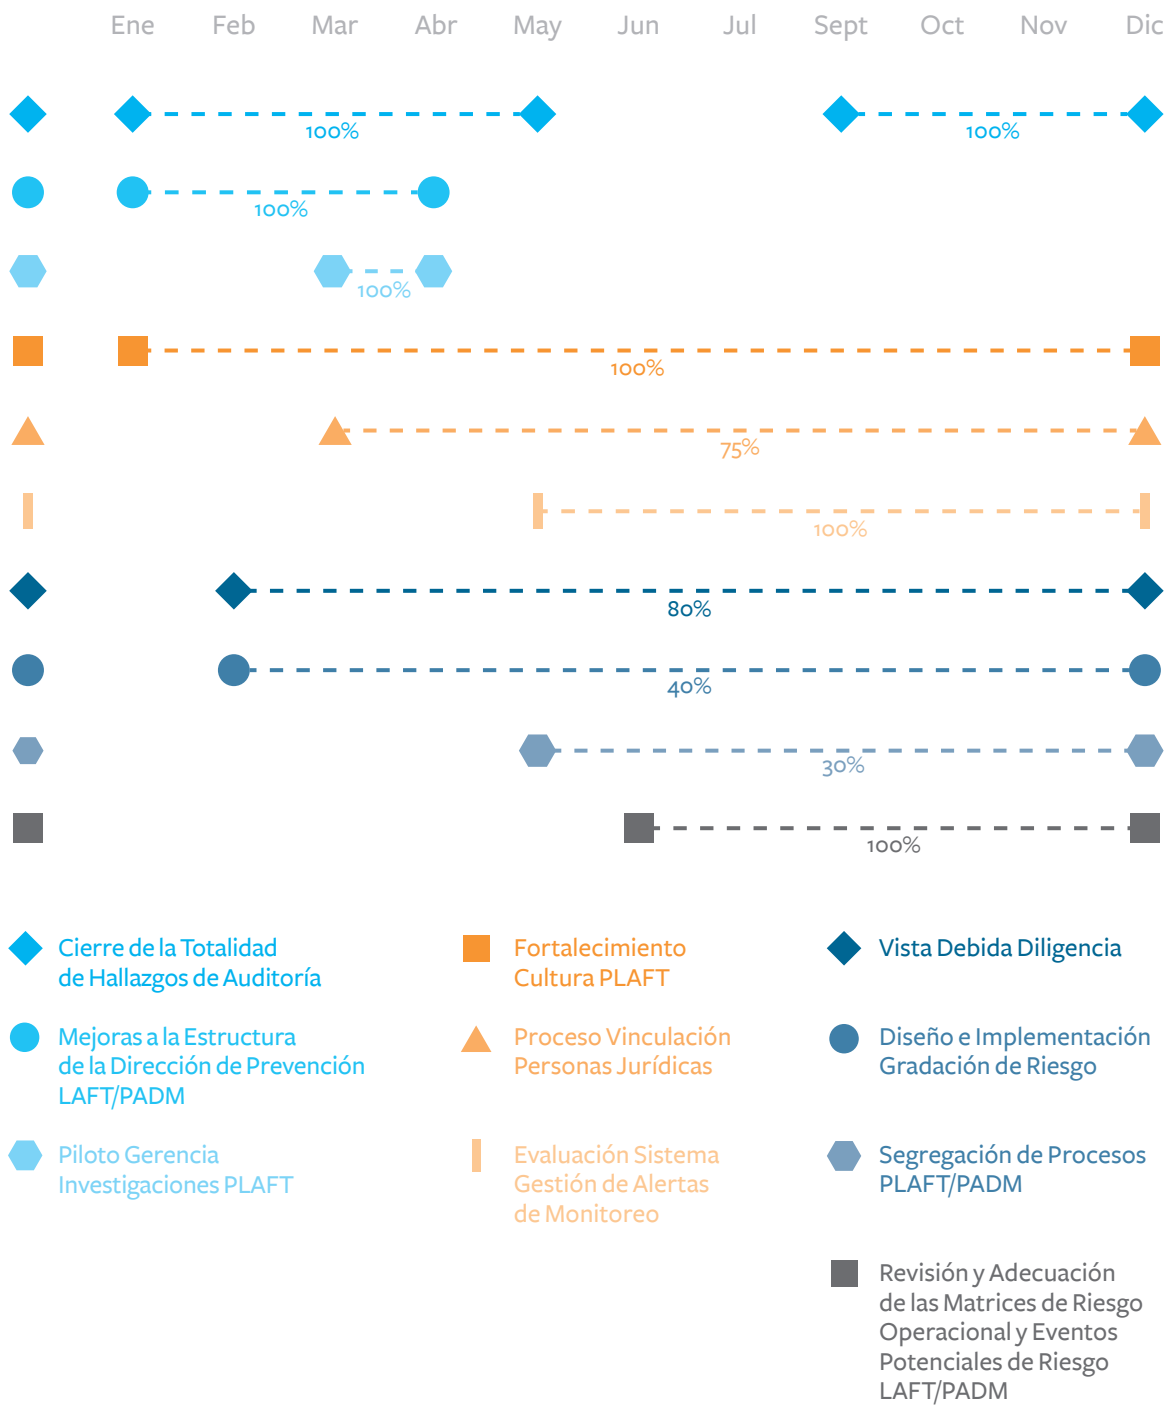 Ene Feb Mar Abr May Jun Jul Sept Oct Nov Dic
100% 100%
100%
100%
100%
75%
100%
80%
40%
30%
100%
Cierre de la Totalidad
de Hallazgos de Auditoría
Mejoras a la Estructura
de la Dirección de Prevención
LAFT/PADM
Piloto Gerencia
Investigaciones PLAFT
Fortalecimiento
Cultura PLAFT
Proceso Vinculación
Personas Jurídicas
Evaluación Sistema
Gestión de Alertas
de Monitoreo
Vista Debida Diligencia
Diseño e Implementación
Gradación de Riesgo
Segregación de Procesos
PLAFT/PADM
Revisión y Adecuación
de las Matrices de Riesgo
Operacional y Eventos
Potenciales de Riesgo
LAFT/PADM